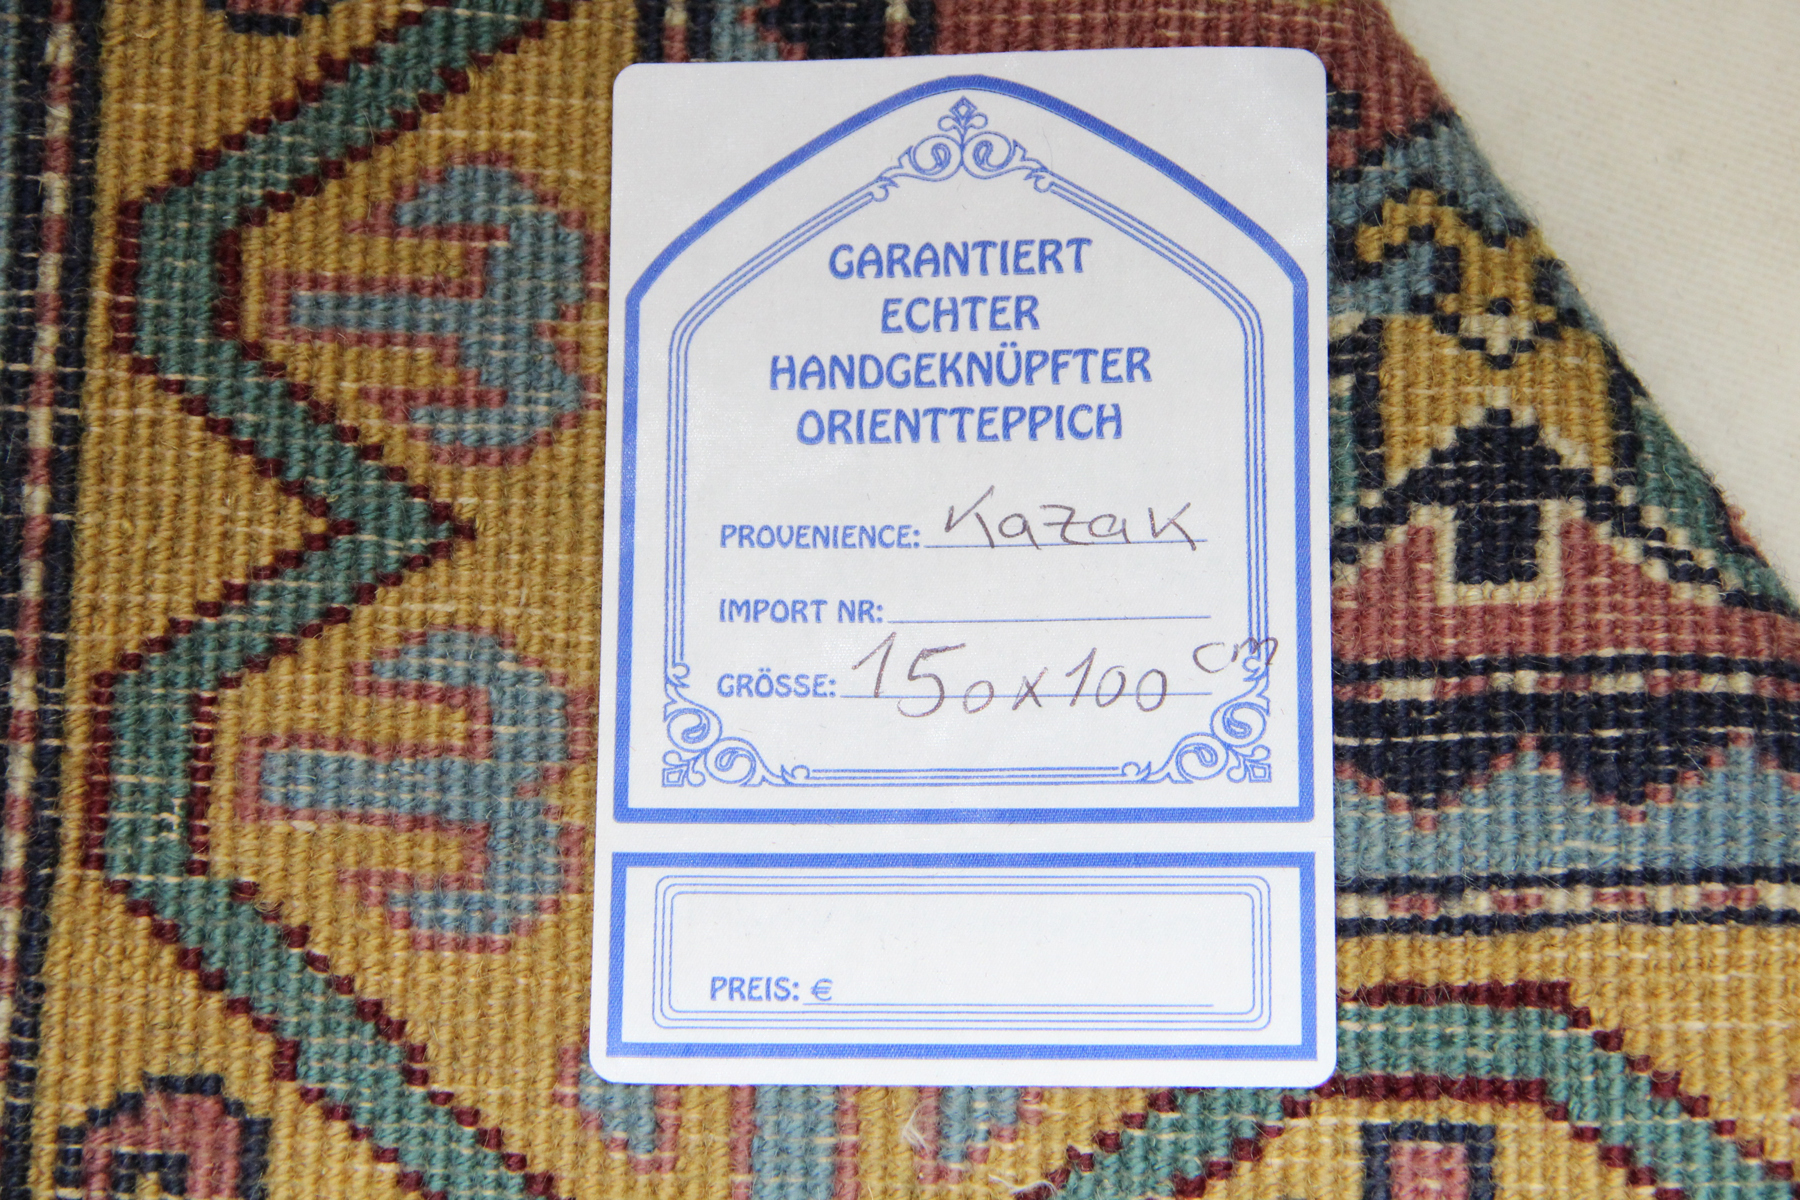 GARANTIERT
ECHTER
HANDGEKNÜPFTER
ORIENTTEPPICH
PROVENIENCE: Kazak
IMPORT NR:
GRÖSSE: 150x100 cm
PREIS: €